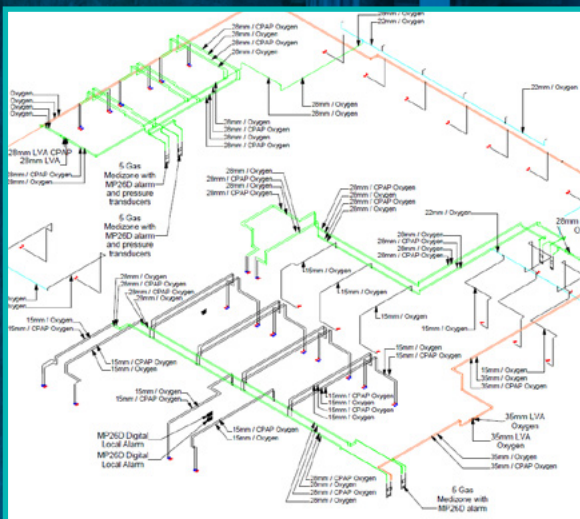 28mm / Oxygen
22mm / Oxygen
28mm / CPAP Oxygen
28mm / Oxygen
28mm / CPAP Oxygen
28mm / Oxygen
Oxygen
Oxygen
Oxygen
Oxygen
22mm / Oxygen
28mm / Oxygen
28mm / Oxygen
28mm / Oxygen
28mm / CPAP Oxygen
28mm / Oxygen
28mm / CPAP Oxygen
28mm LVA CPAP
28mm LVA
28mm / CPAP Oxygen
28mm / Oxygen
5 Gas
Medizone with
MP26D alarm
and pressure
transducers
5 Gas
Medizone with
MP26D alarm
and pressure
transducers
28mm / Oxygen
28mm / CPAP Oxygen
28mm / Oxygen
28mm / CPAP Oxygen
28mm / CPAP Oxygen
28mm / Oxygen
28mm / CPAP Oxygen
28mm / Oxygen
22mm / Oxygen
28mm / CPAP Oxygen
28mm / Oxygen
28mm / Oxygen
28mm / CPAP Oxygen
28mm / Oxygen
28mm / CPAP Oxygen
28mm / Oxygen
28mm / Oxygen
15mm / Oxygen
15mm / Oxygen
15mm / Oxygen
15mm / Oxygen
15mm / Oxygen
15mm / CPAP Oxygen
15mm / CPAP Oxygen
15mm / Oxygen
15mm / Oxygen
15mm / CPAP Oxygen
15mm / Oxygen
35mm / Oxygen
35mm / CPAP Oxygen
15mm / Oxygen
15mm / CPAP Oxygen
15mm / CPAP Oxygen
15mm / Oxygen
15mm / CPAP Oxygen
15mm / Oxygen
MP26D Digital
Local Alarm
MP26D Digital
Local Alarm
15mm / CPAP Oxygen
15mm / Oxygen
35mm LVA
Oxygen
35mm LVA
Oxygen
35mm / Oxygen
35mm / CPAP Oxygen
28mm / CPAP Oxygen
28mm / Oxygen
28mm / CPAP Oxygen
28mm / Oxygen
5 Gas
Medizone with
MP26D alarm